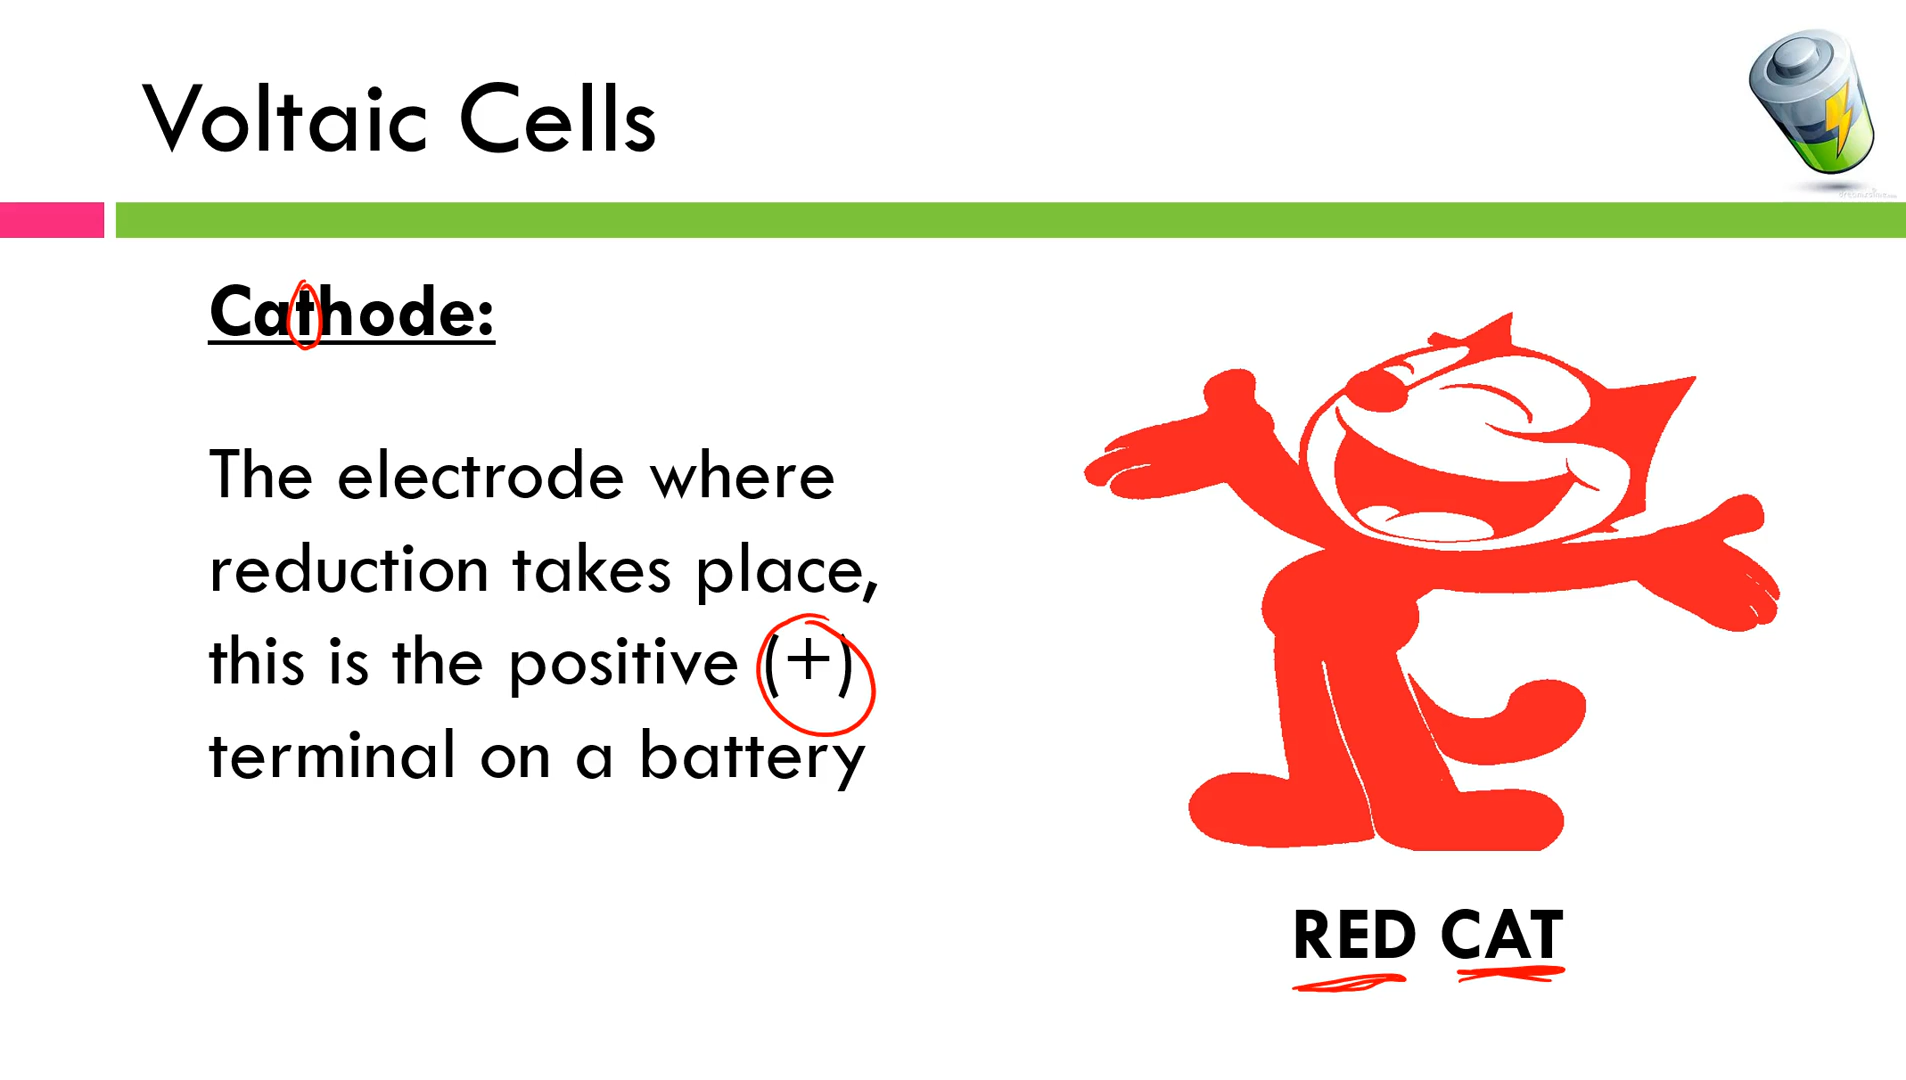 Voltaic Cells
Cathode:
The electrode where
reduction takes place,
this is the positive (+)
terminal on a battery
RED CAT